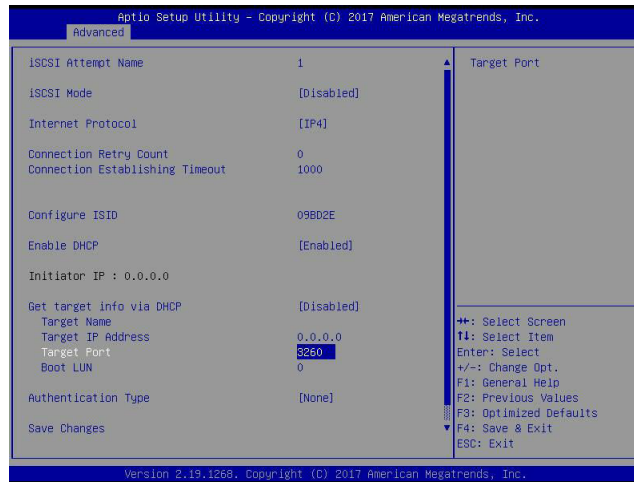 Aptio Setup Utility – Copyright (C) 2017 American Megatrends, Inc.
Advanced
iSCSI Attempt Name 1
iSCSI Mode [Disabled]
Internet Protocol [IP4]
Connection Retry Count 0
Connection Establishing Timeout 1000
Configure ISID 09BD2E
Enable DHCP [Enabled]
Initiator IP : 0.0.0.0
Get target info via DHCP [Disabled]
Target Name
Target IP Address 0.0.0.0
Target Port 3260
Boot LUN 0
Authentication Type [None]
Save Changes
Target Port
→←: Select Screen
↑↓: Select Item
Enter: Select
+/-: Change Opt.
F1: General Help
F2: Previous Values
F3: Optimized Defaults
F4: Save & Exit
ESC: Exit
Version 2.19.1268. Copyright (C) 2017 American Megatrends, Inc.